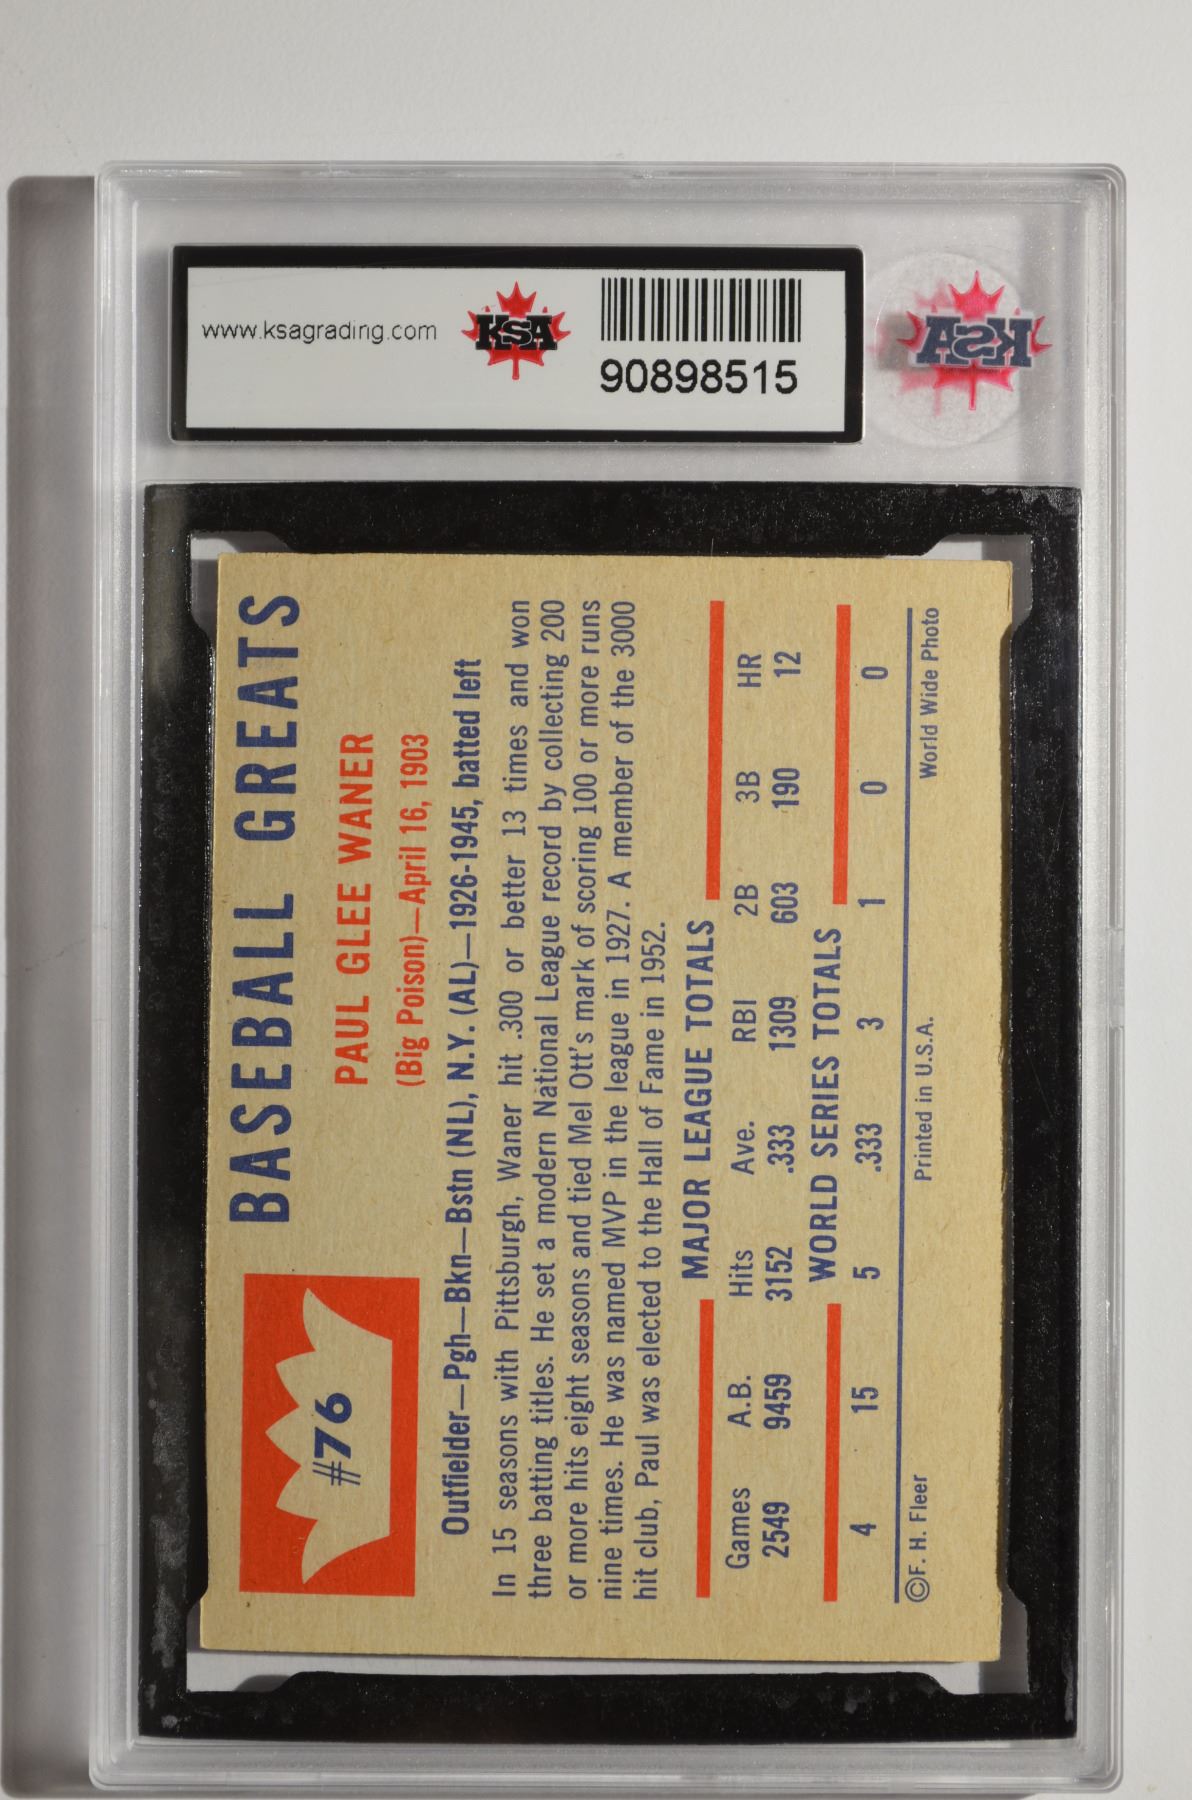 www.ksagrading.com
KSA
90898515
KSA
#76
BASEBALL GREATS
PAUL GLEE WANER
(Big Poison)—April 16, 1903
Outfielder—Pgh—Bkn—Bstn (NL), N.Y. (AL)—1926-1945, batted left
In 15 seasons with Pittsburgh, Waner hit .300 or better 13 times and won
three batting titles. He set a modern National League record by collecting 200
or more hits eight seasons and tied Mel Ott's mark of scoring 100 or more runs
nine times. He was named MVP in the league in 1927. A member of the 3000
hit club, Paul was elected to the Hall of Fame in 1952.
MAJOR LEAGUE TOTALS
Games A.B. Hits Ave. RBI 2B 3B HR
2549 9459 3152 .333 1309 603 190 12
WORLD SERIES TOTALS
4 15 5 .333 3 1 0 0
©F. H. Fleer Printed in U.S.A. World Wide Photo